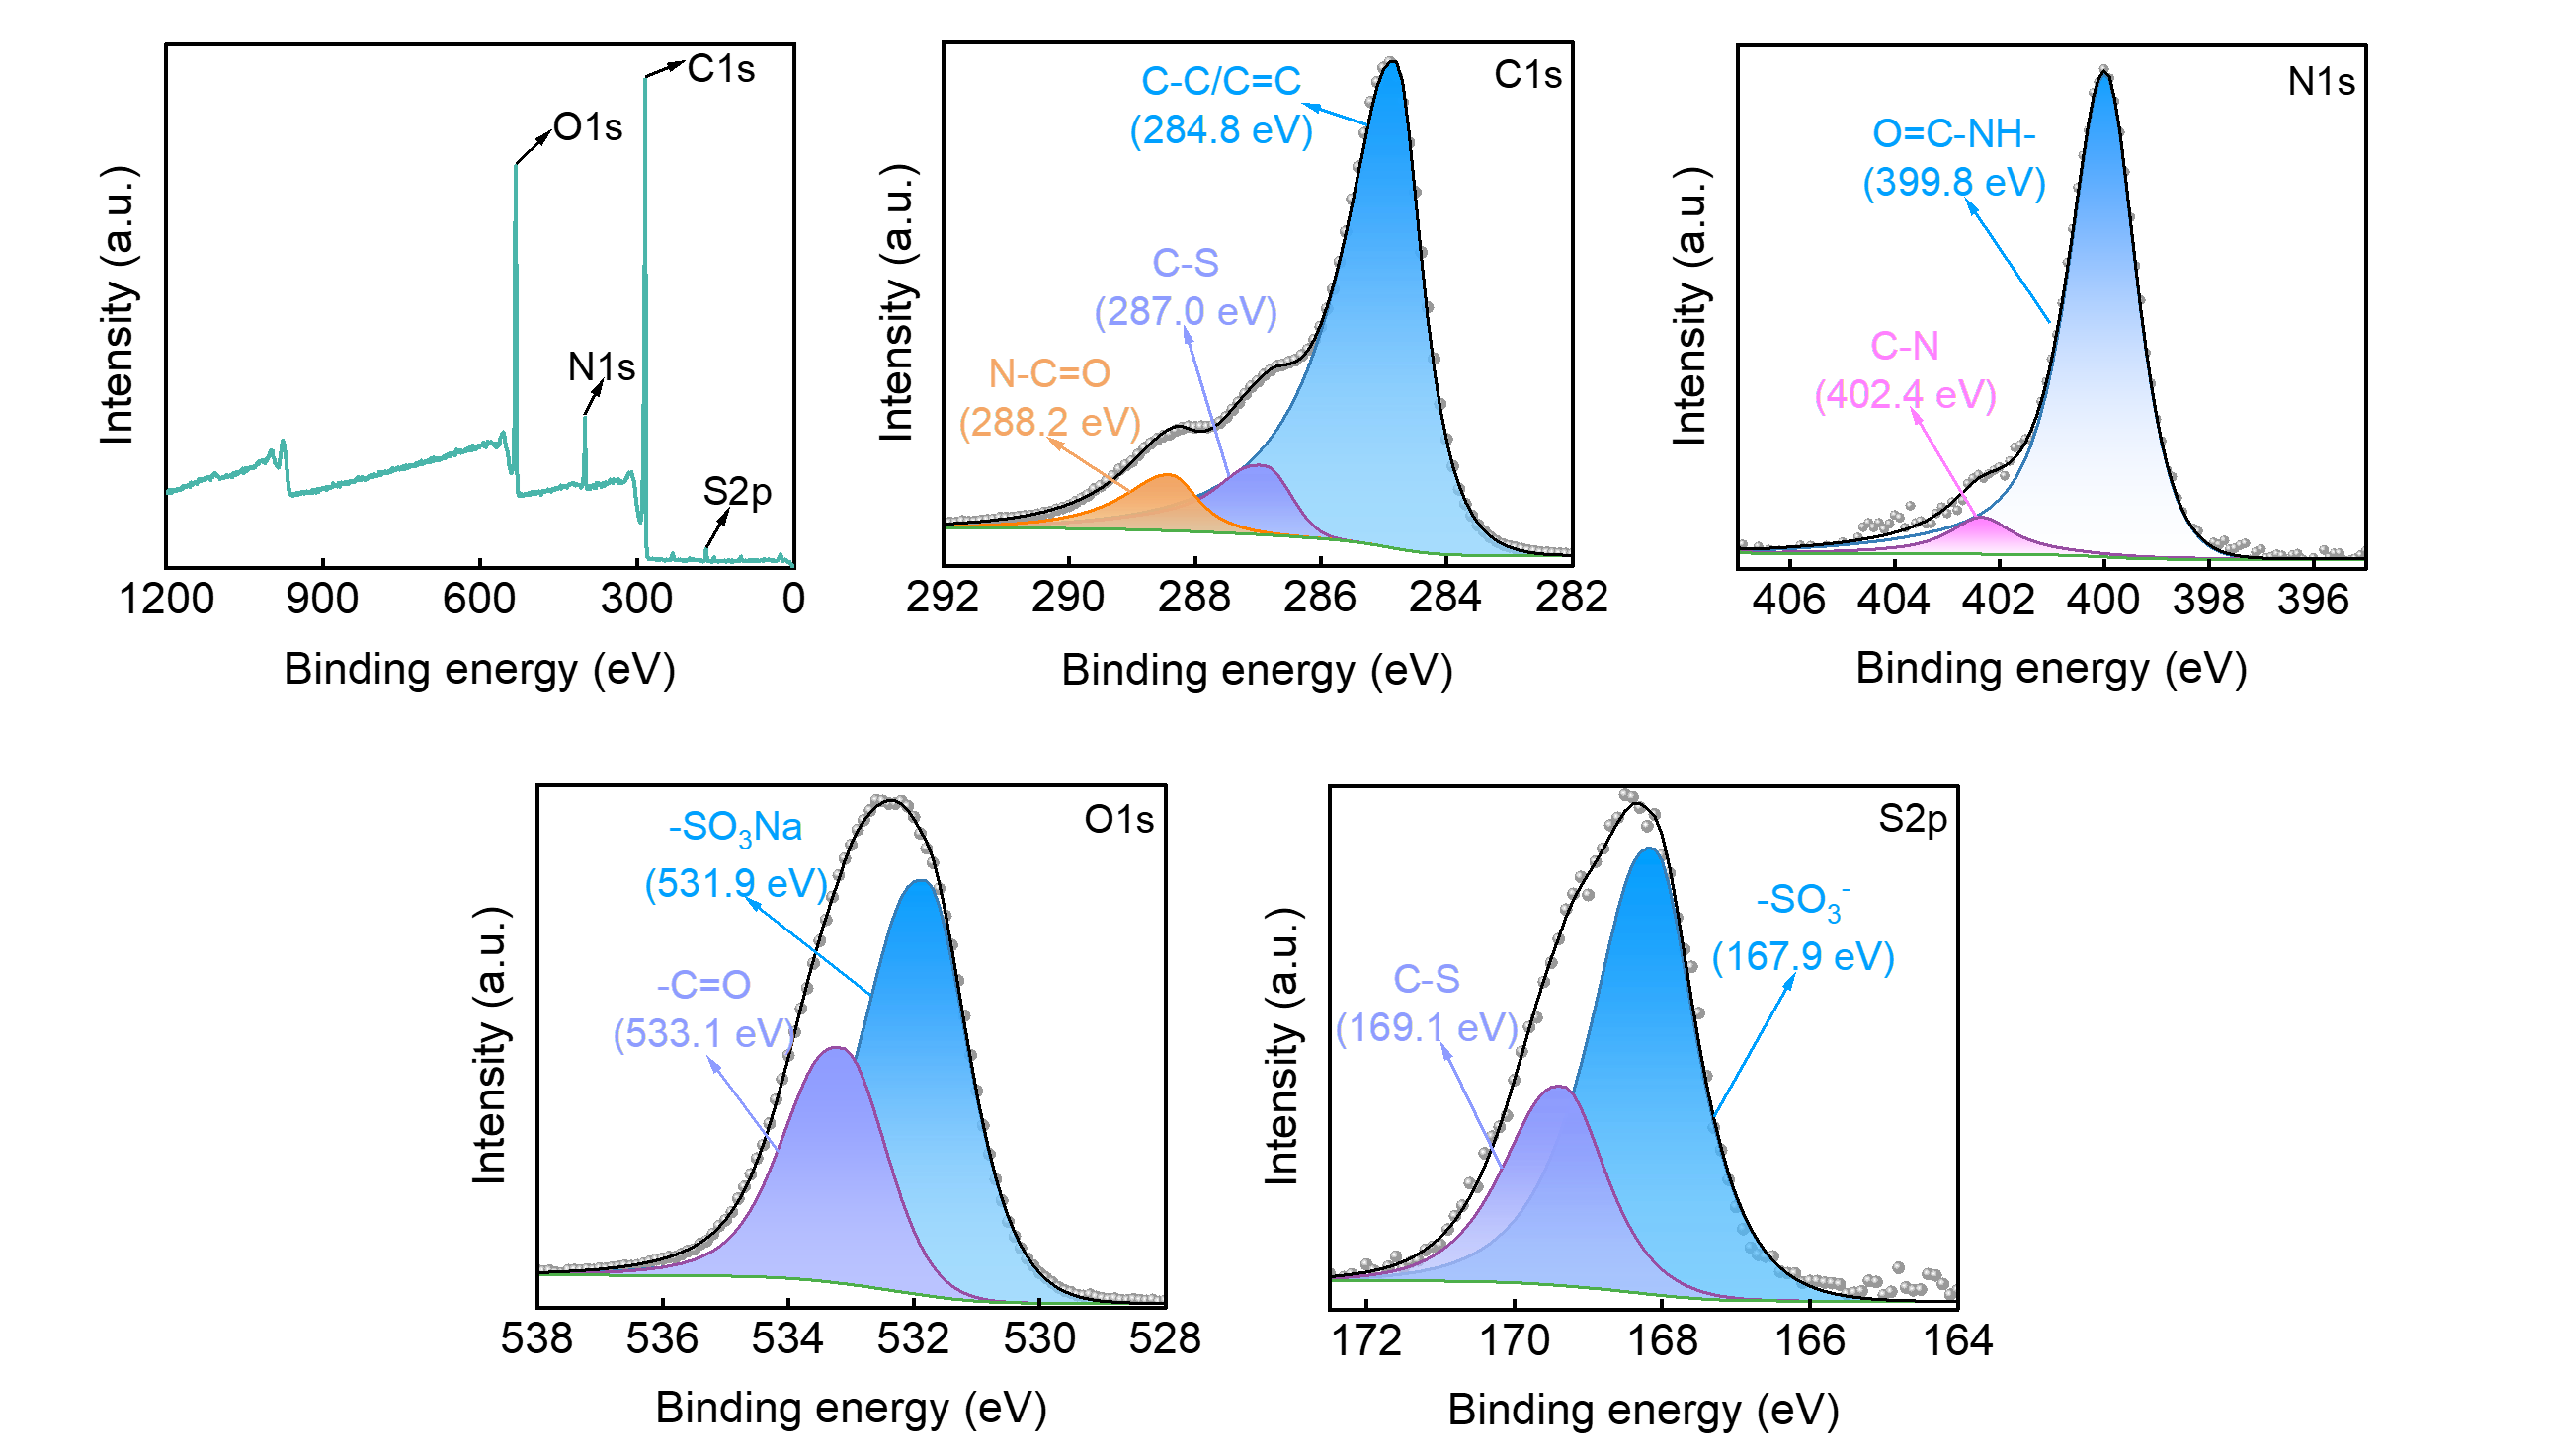 C1s
O1s
N1s
S2p
Intensity (a.u.)
1200 900 600 300 0
Binding energy (eV)
C1s
C-C/C=C
(284.8 eV)
C-S
(287.0 eV)
N-C=O
(288.2 eV)
Intensity (a.u.)
292 290 288 286 284 282
Binding energy (eV)
N1s
O=C-NH-
(399.8 eV)
C-N
(402.4 eV)
Intensity (a.u.)
406 404 402 400 398 396
Binding energy (eV)
O1s
-SO₃Na
(531.9 eV)
-C=O
(533.1 eV)
Intensity (a.u.)
538 536 534 532 530 528
Binding energy (eV)
S2p
-SO₃⁻
(167.9 eV)
C-S
(169.1 eV)
Intensity (a.u.)
172 170 168 166 164
Binding energy (eV)